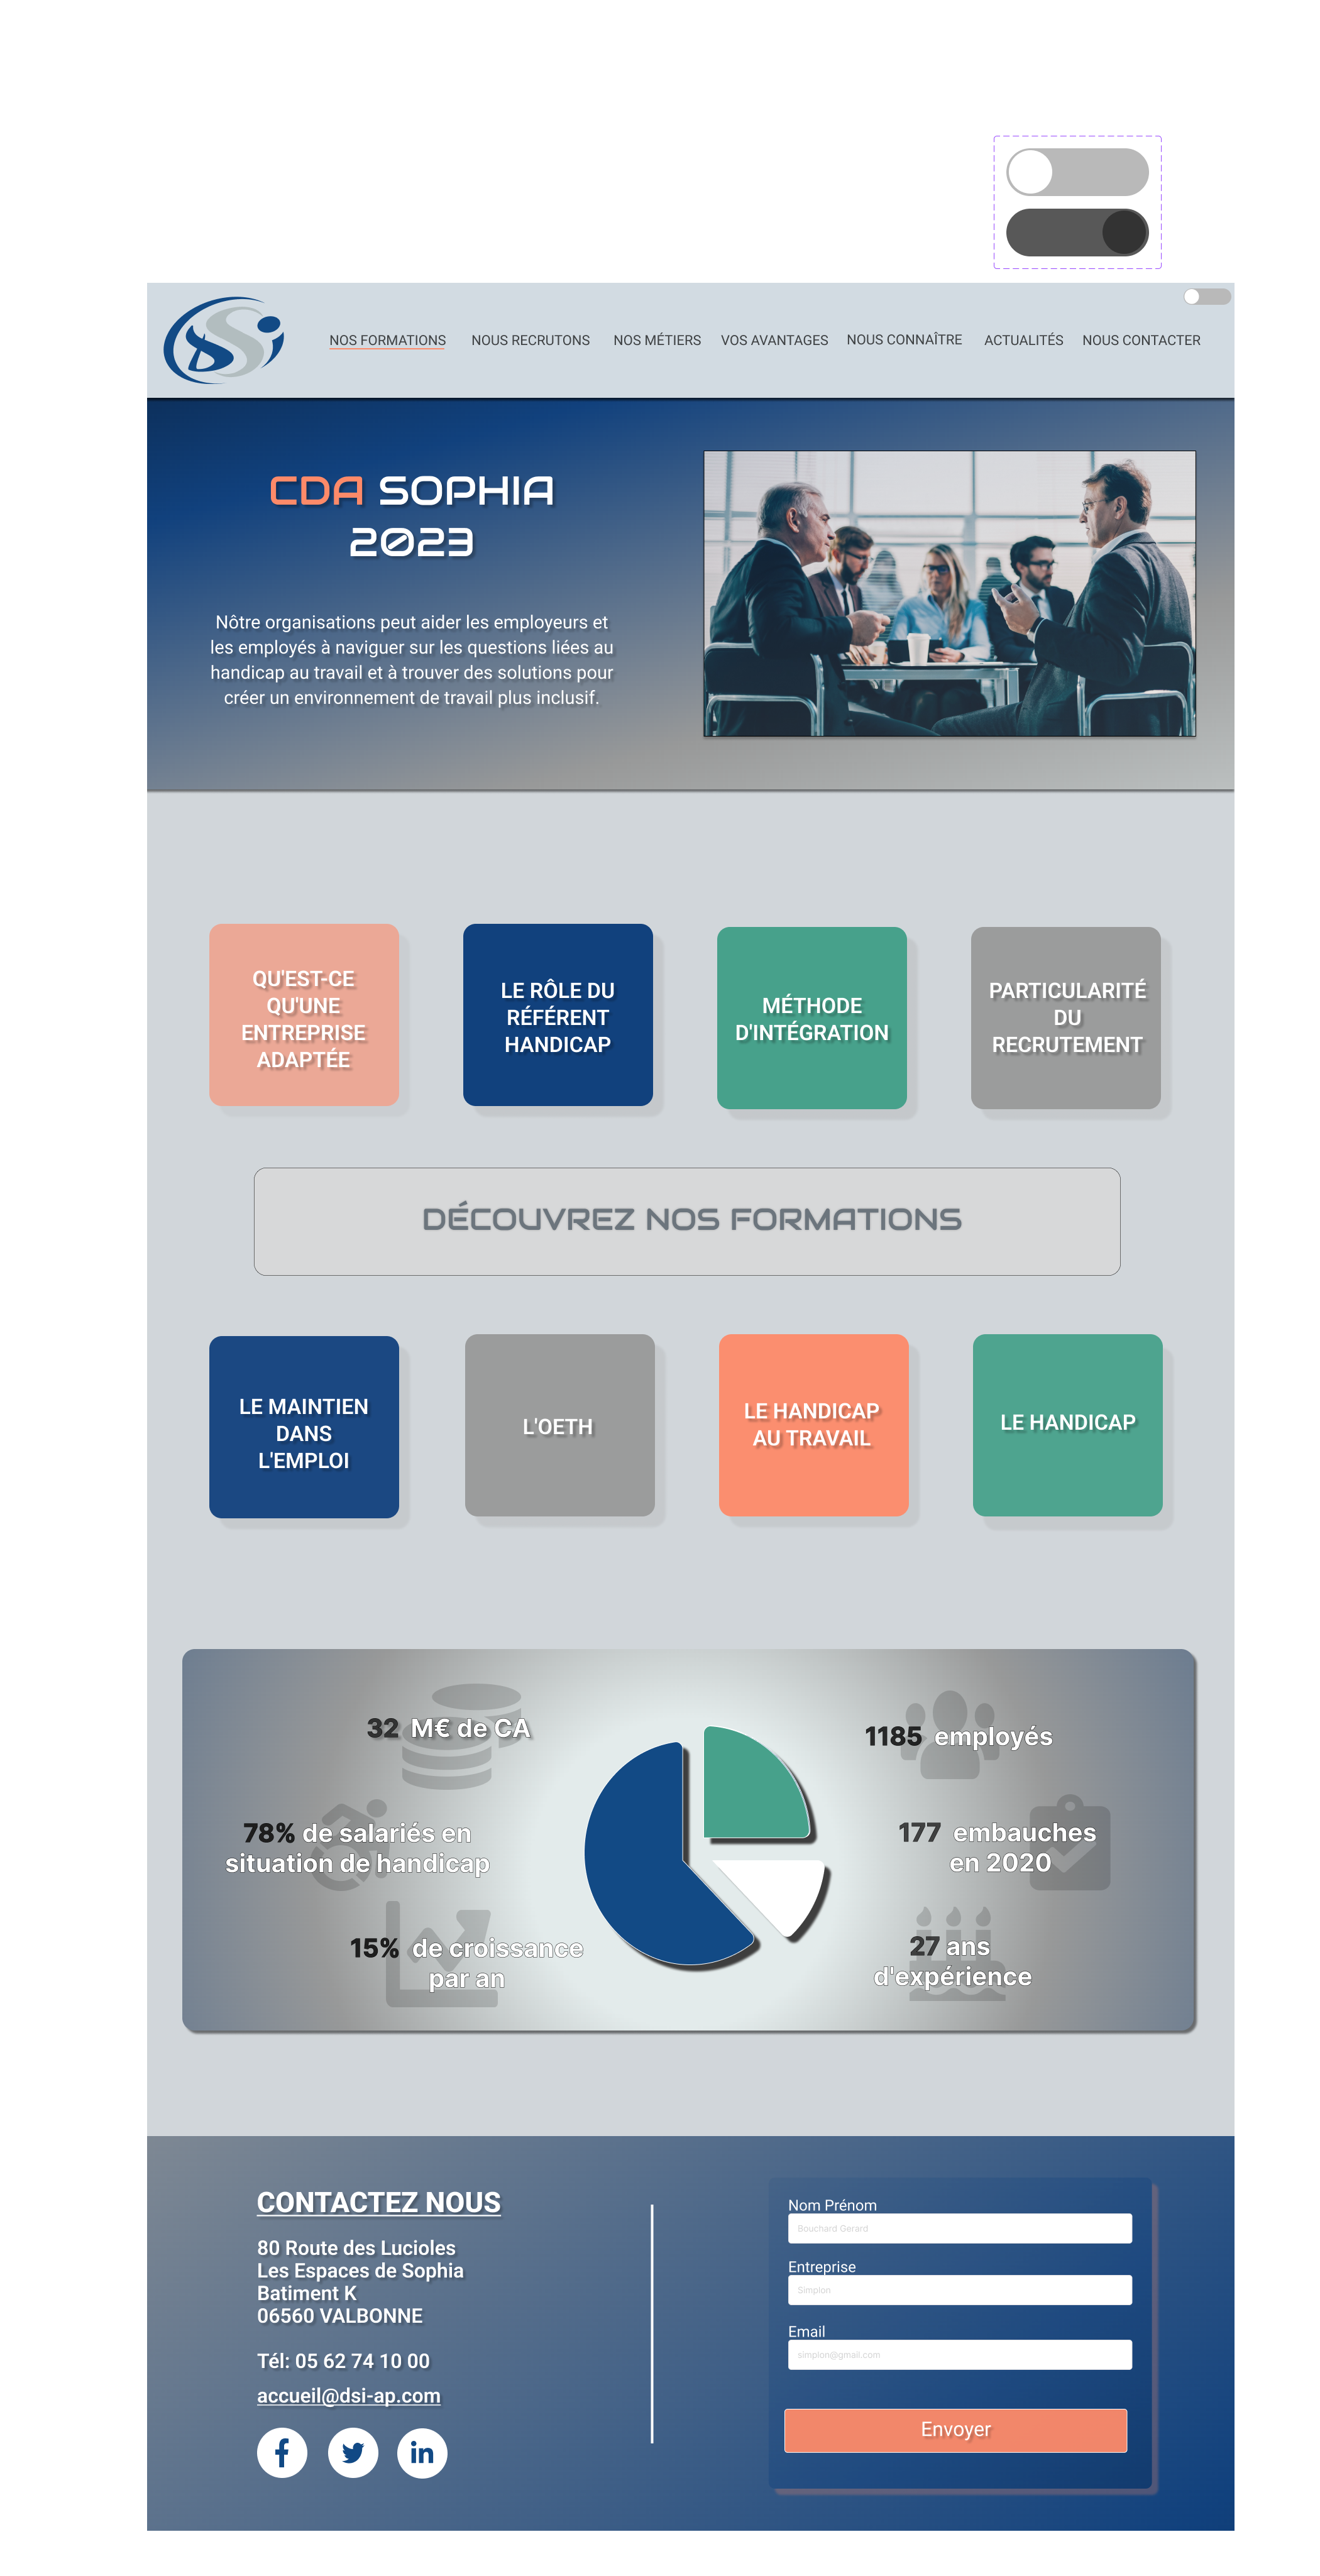 NOS FORMATIONS NOUS RECRUTONS NOS MÉTIERS VOS AVANTAGES NOUS CONNAÎTRE ACTUALITÉS NOUS CONTACTER
CDA SOPHIA
2023
Nôtre organisations peut aider les employeurs et
les employés à naviguer sur les questions liées au
handicap au travail et à trouver des solutions pour
créer un environnement de travail plus inclusif.
QU'EST-CE
QU'UNE
ENTREPRISE
ADAPTÉE
LE RÔLE DU
RÉFÉRENT
HANDICAP
MÉTHODE
D'INTÉGRATION
PARTICULARITÉ
DU
RECRUTEMENT
DÉCOUVREZ NOS FORMATIONS
LE MAINTIEN
DANS
L'EMPLOI
L'OETH
LE HANDICAP
AU TRAVAIL
LE HANDICAP
32 M€ de CA
78% de salariés en
situation de handicap
15% de croissance
par an
1185 employés
177 embauches
en 2020
27 ans
d'expérience
CONTACTEZ NOUS
80 Route des Lucioles
Les Espaces de Sophia
Batiment K
06560 VALBONNE
Tél: 05 62 74 10 00
accueil@dsi-ap.com
Nom Prénom
Bouchard Gerard
Entreprise
Simplon
Email
simplon@gmail.com
Envoyer